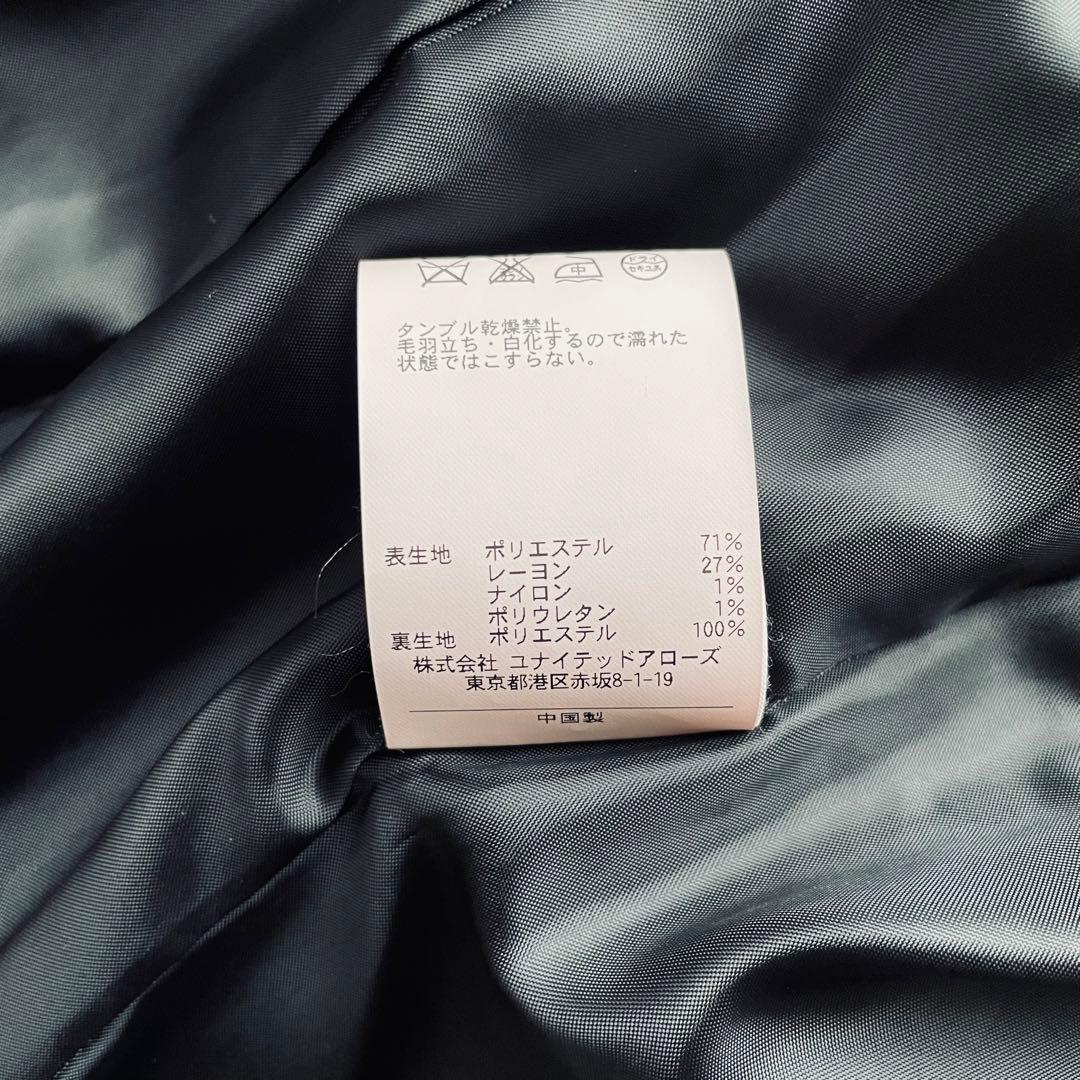 中
ドライ
セキユ系
タンブル乾燥禁止。
毛羽立ち・白化するので濡れた
状態ではこすらない。
表生地 ポリエステル 71%
レーヨン 27%
ナイロン 1%
ポリウレタン 1%
裏生地 ポリエステル 100%
株式会社 ユナイテッドアローズ
東京都港区赤坂8-1-19
中国製